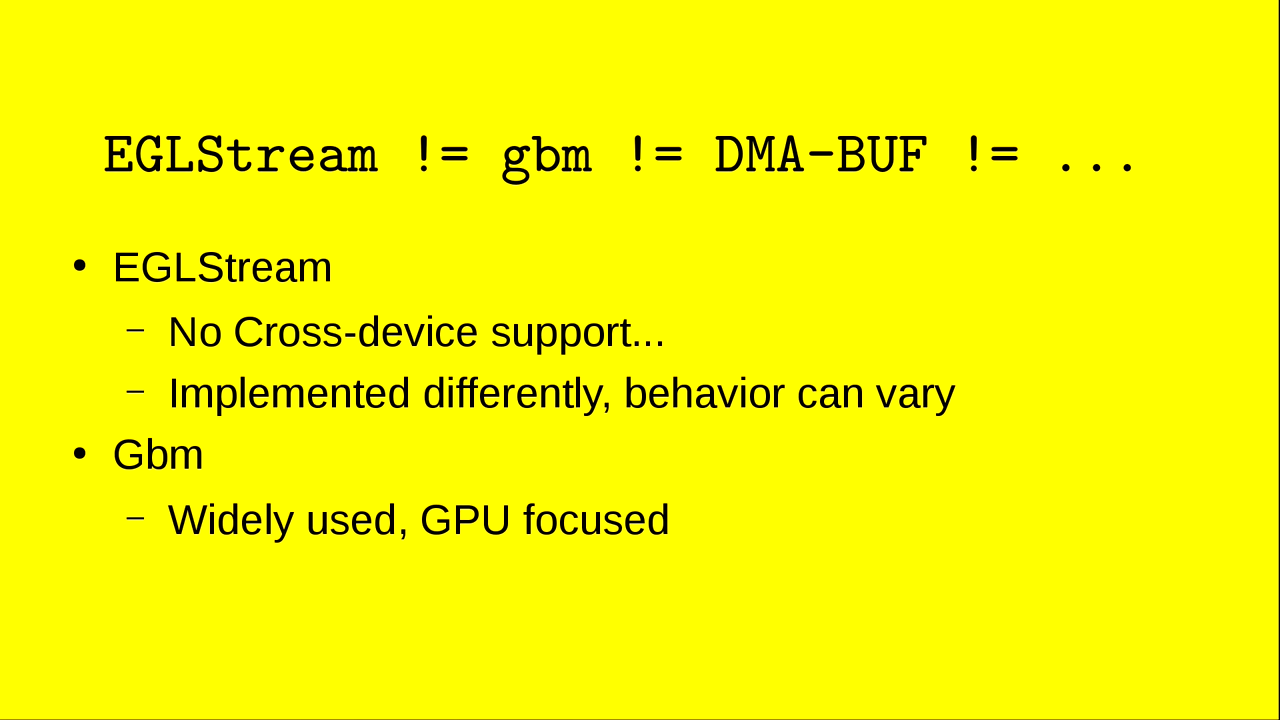 EGLStream != gbm != DMA-BUF != ...
• EGLStream
– No Cross-device support...
– Implemented differently, behavior can vary
• Gbm
– Widely used, GPU focused